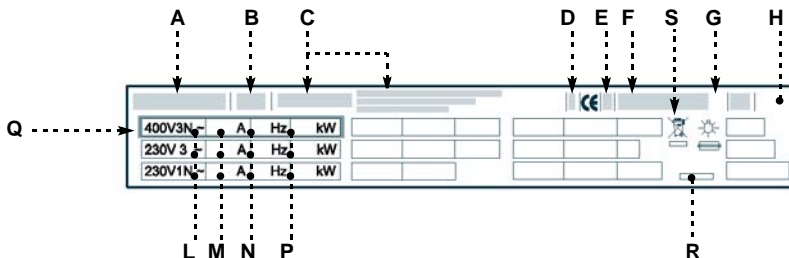 A B C D E F S G H
CE
Q
400V3N~ A Hz kW
230V 3 ~ A Hz kW
230V1N~ A Hz kW
L M N P R